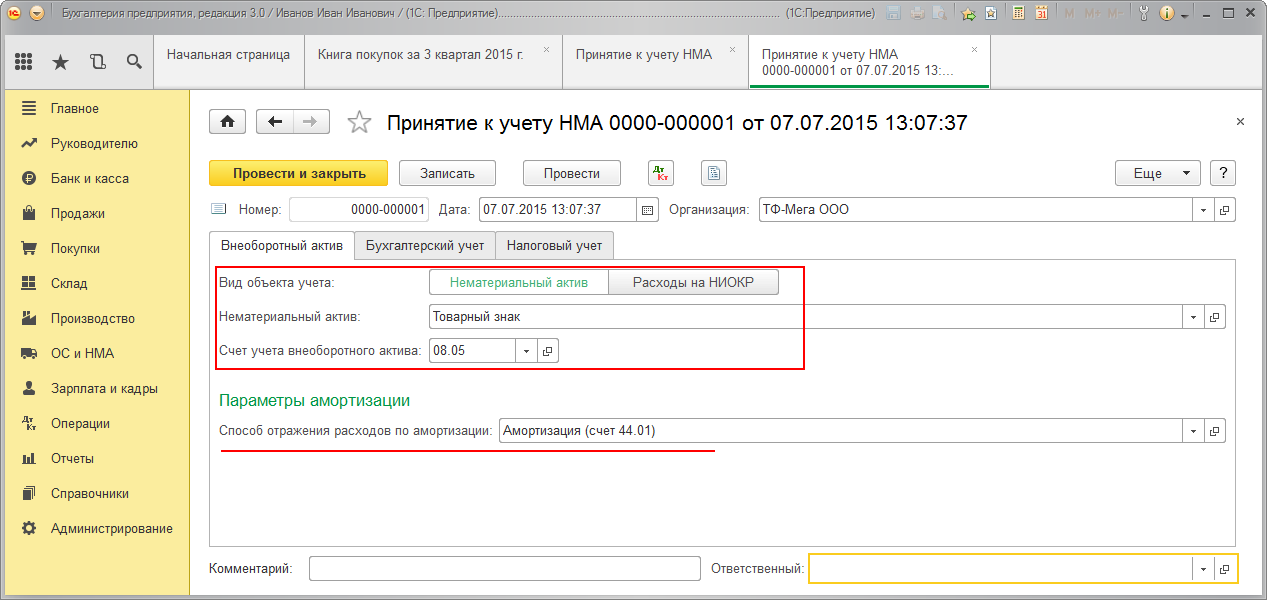 Бухгалтерия предприятия, редакция 3.0 / Иванов Иван Иванович / (1С: Предприятие)... (1С:Предприятие) M M+ M-
Начальная страница
Книга покупок за 3 квартал 2015 г.
Принятие к учету НМА
Принятие к учету НМА
0000-000001 от 07.07.2015 13:...
Главное
Руководителю
Банк и касса
Продажи
Покупки
Склад
Производство
ОС и НМА
Зарплата и кадры
Операции
Отчеты
Справочники
Администрирование
Принятие к учету НМА 0000-000001 от 07.07.2015 13:07:37
Провести и закрыть Записать Провести Дт Кт Еще ?
Номер: 0000-000001 Дата: 07.07.2015 13:07:37 Организация: ТФ-Мега ООО
Внеоборотный актив Бухгалтерский учет Налоговый учет
Вид объекта учета: Нематериальный актив Расходы на НИОКР
Нематериальный актив: Товарный знак
Счет учета внеоборотного актива: 08.05
Параметры амортизации
Способ отражения расходов по амортизации: Амортизация (счет 44.01)
Комментарий: Ответственный: